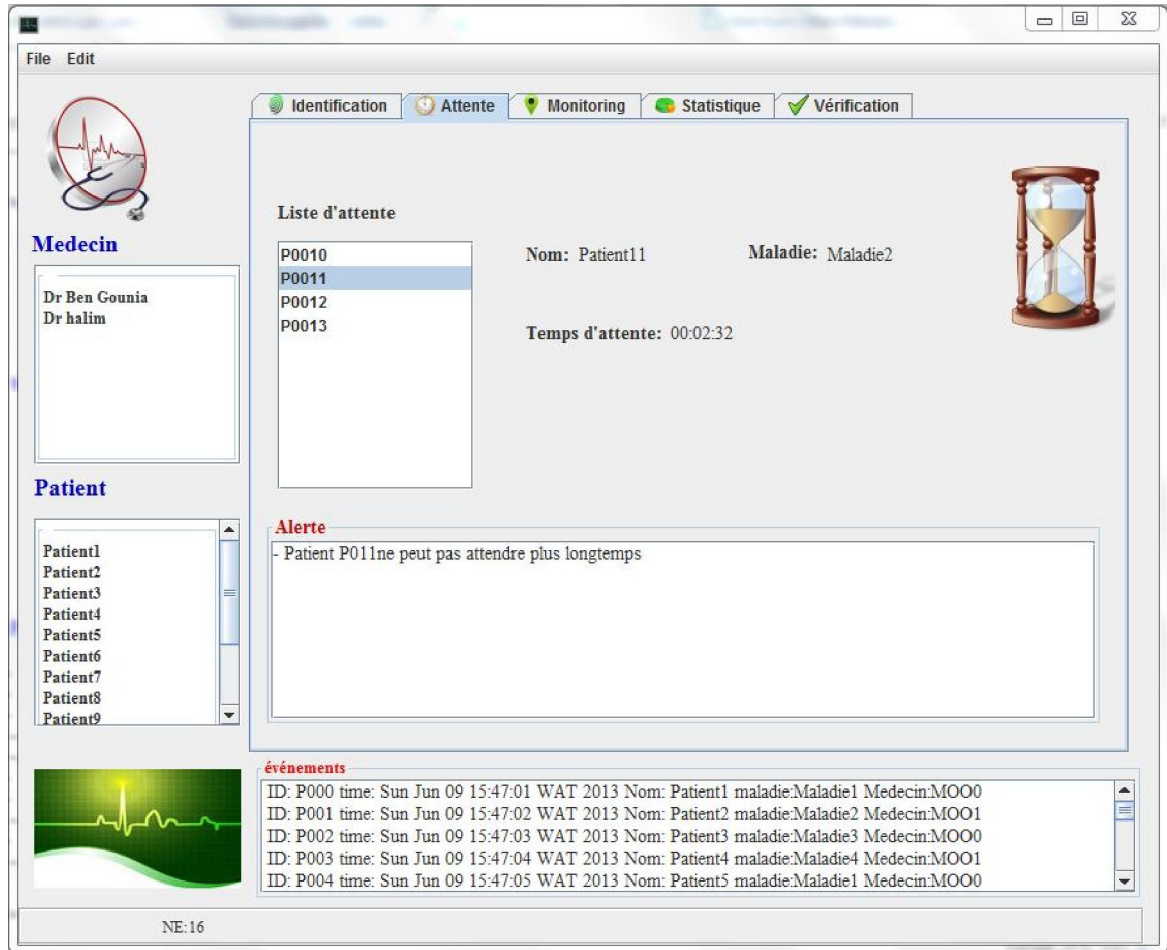 File Edit
Identification Attente Monitoring Statistique Vérification
Liste d'attente
P0010
P0011
P0012
P0013
Nom: Patient11 Maladie: Maladie2
Temps d'attente: 00:02:32
Medecin
Dr Ben Gounia
Dr halim
Patient
Patient1
Patient2
Patient3
Patient4
Patient5
Patient6
Patient7
Patient8
Patient9
Alerte
- Patient P011ne peut pas attendre plus longtemps
événements
ID: P000 time: Sun Jun 09 15:47:01 WAT 2013 Nom: Patient1 maladie:Maladie1 Medecin:MOO0
ID: P001 time: Sun Jun 09 15:47:02 WAT 2013 Nom: Patient2 maladie:Maladie2 Medecin:MOO1
ID: P002 time: Sun Jun 09 15:47:03 WAT 2013 Nom: Patient3 maladie:Maladie3 Medecin:MOO0
ID: P003 time: Sun Jun 09 15:47:04 WAT 2013 Nom: Patient4 maladie:Maladie4 Medecin:MOO1
ID: P004 time: Sun Jun 09 15:47:05 WAT 2013 Nom: Patient5 maladie:Maladie1 Medecin:MOO0
NE:16